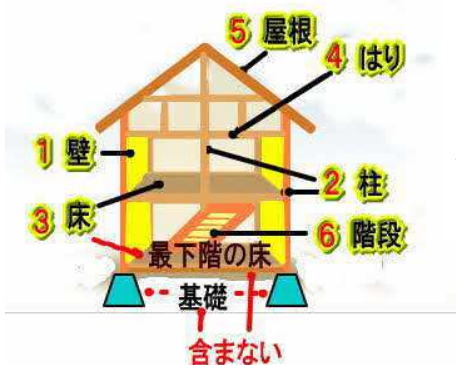 5 屋根
4 はり
1 壁
2 柱
3 床
6 階段
最下階の床
基礎
含まない